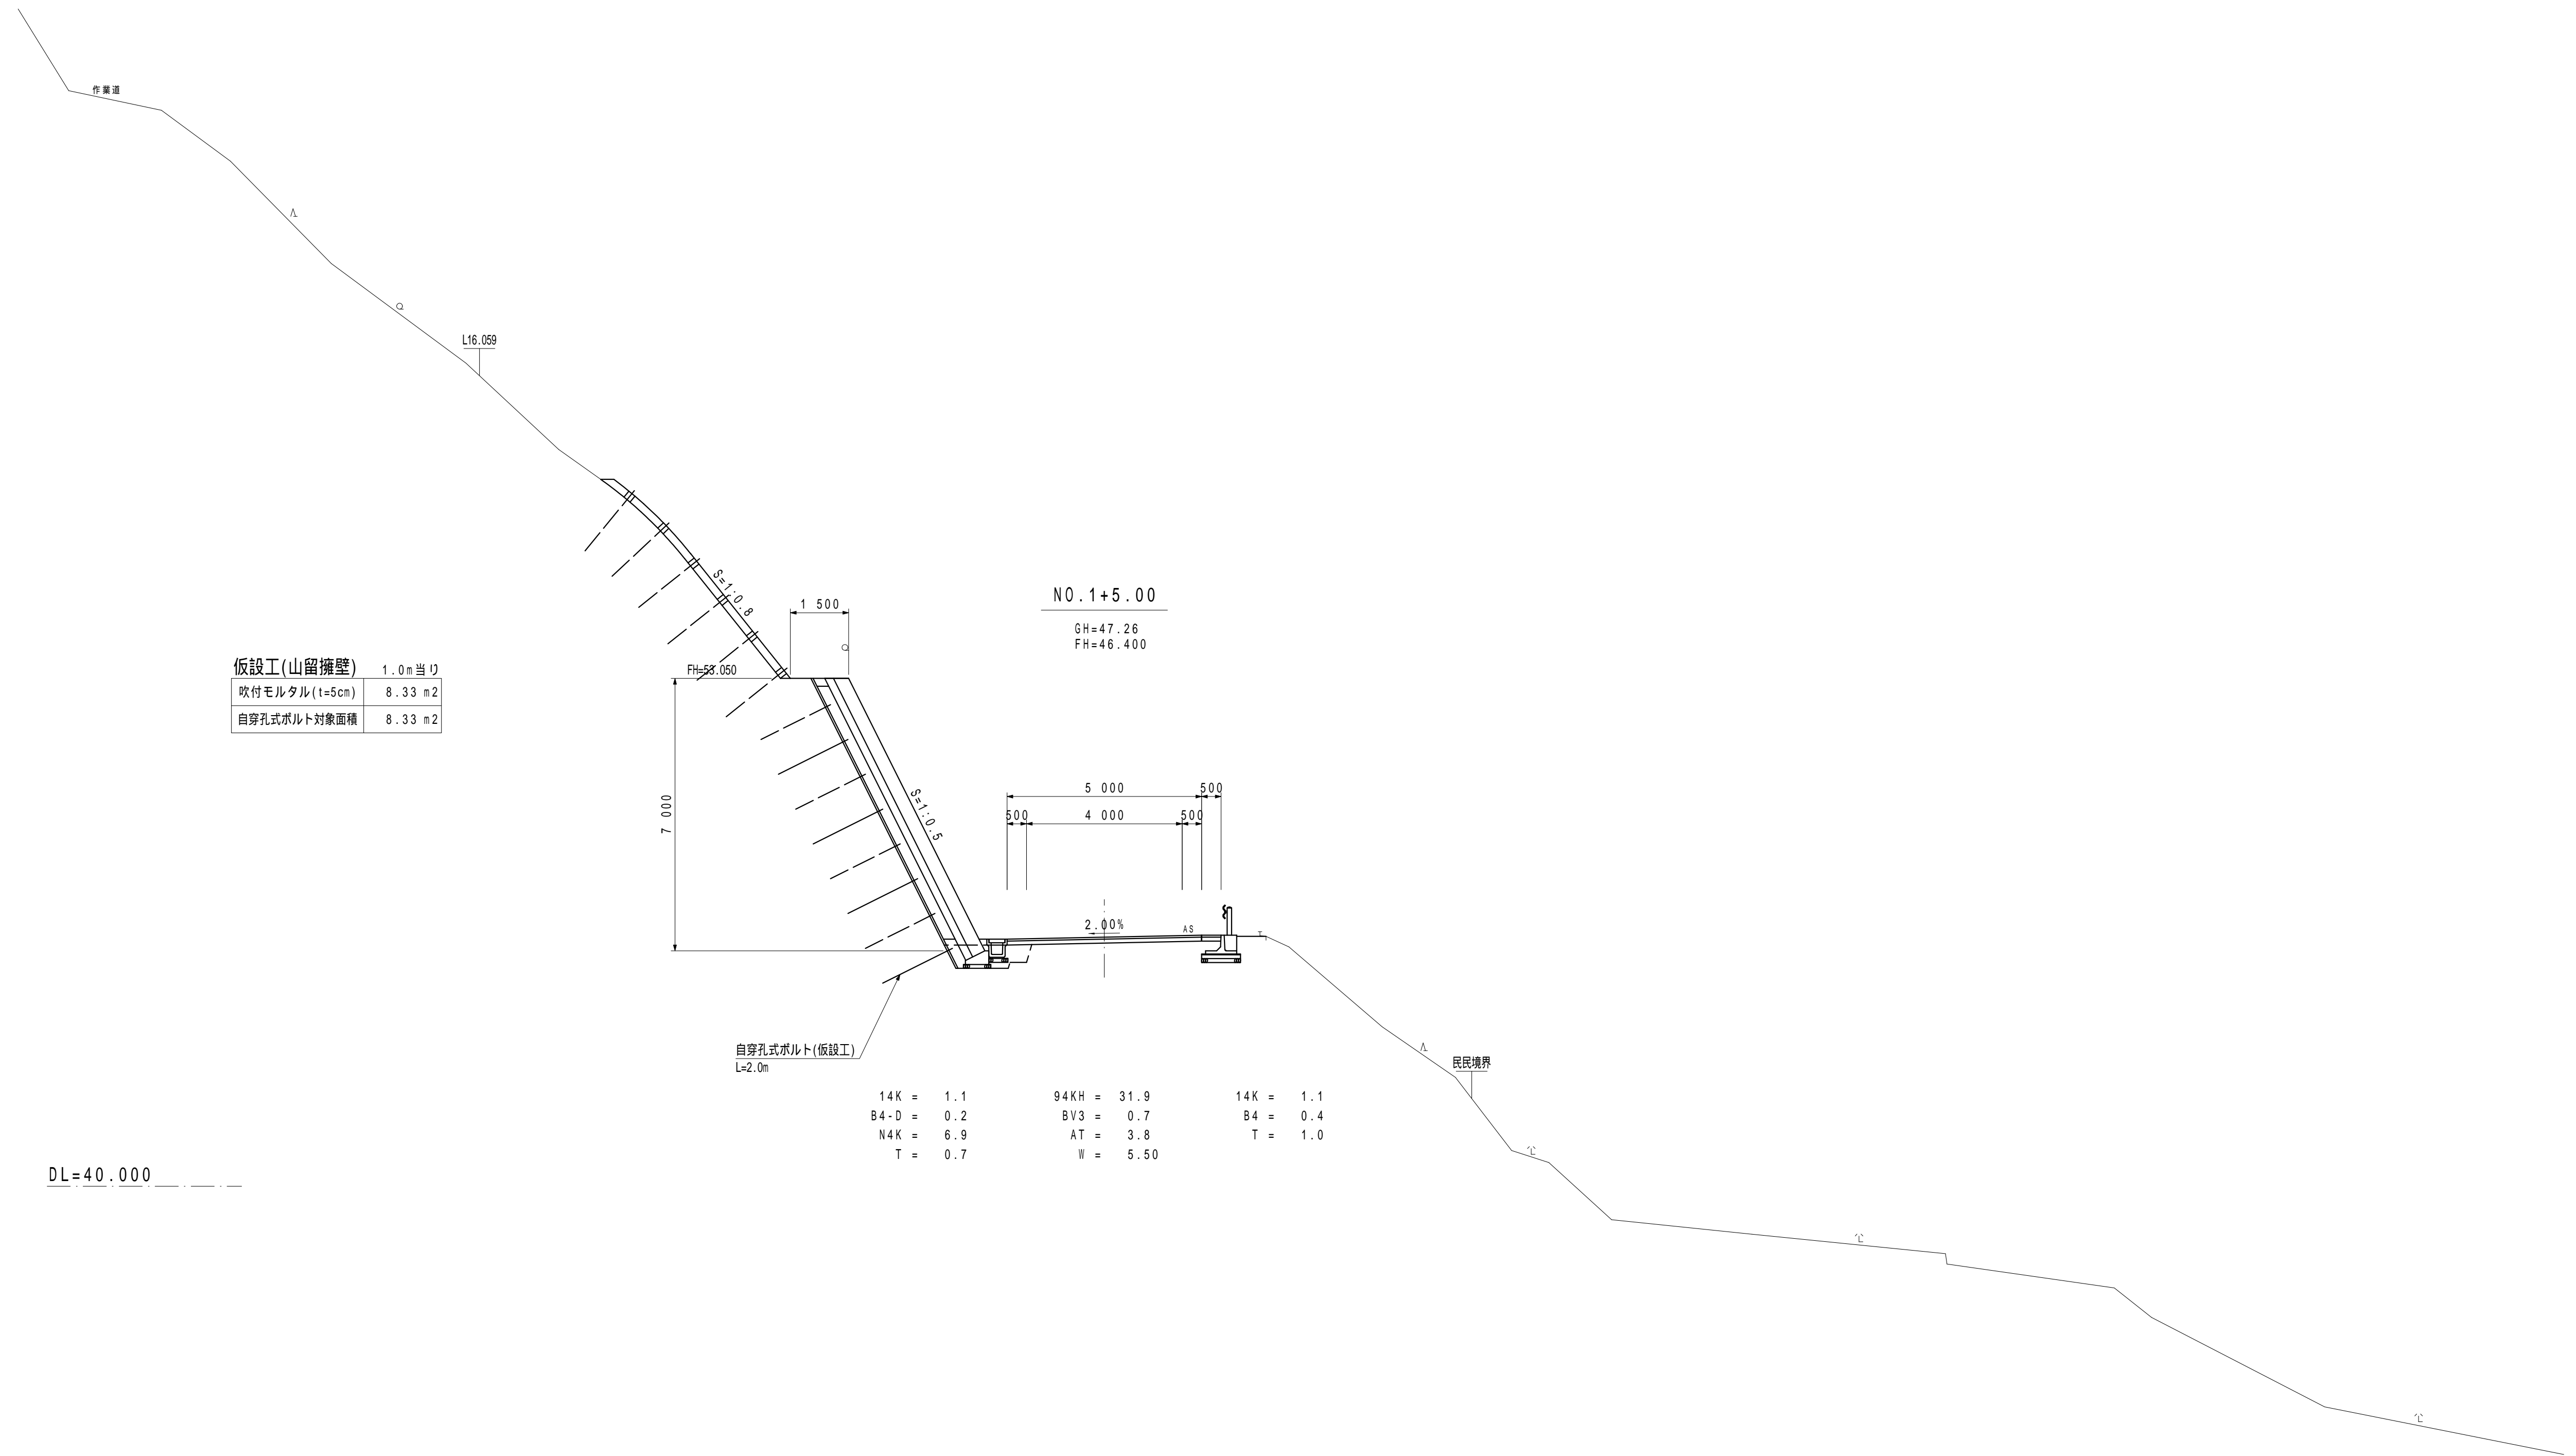 作業道
L16.059
S=1:0.8
1 500
NO.1+5.00
GH=47.26
FH=46.400
FH=53.050
仮設工(山留擁壁) 1.0m当り
吹付モルタル(t=5cm) 8.33 m2
自穿孔式ボルト対象面積 8.33 m2
7 000
S=1:0.5
5 000 500
500 4 000 500
2.00%
AS
自穿孔式ボルト(仮設工)
L=2.0m
民民境界
14K = 1.1 94KH = 31.9 14K = 1.1
B4-D = 0.2 BV3 = 0.7 B4 = 0.4
N4K = 6.9 AT = 3.8 T = 1.0
T = 0.7 W = 5.50
DL=40.000